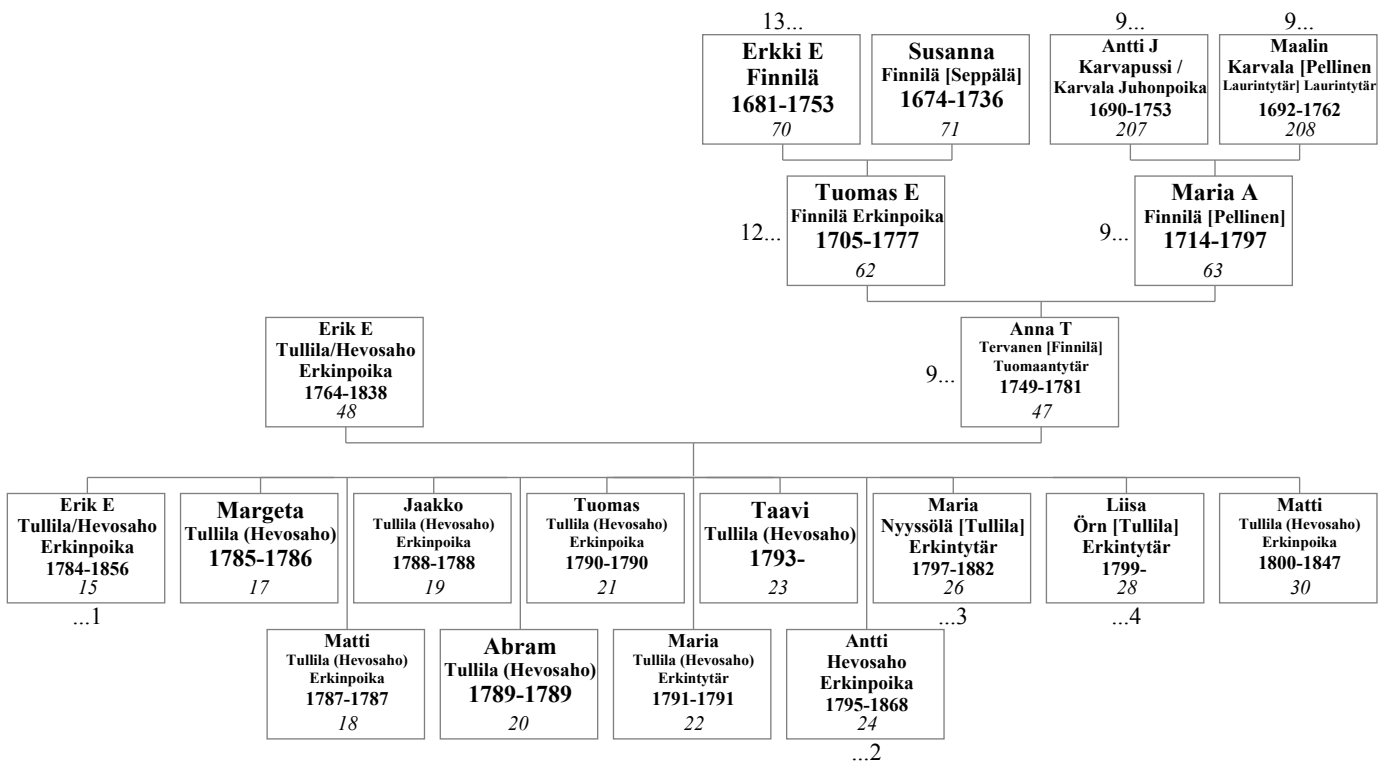 13...
Erkki E
Finnilä
1681-1753
70
Susanna
Finnilä [Seppälä]
1674-1736
71
9...
Antti J
Karvapussi /
Karvala Juhonpoika
1690-1753
207
9...
Maalin
Karvala [Pellinen
Laurintytär] Laurintytär
1692-1762
208
12...
Tuomas E
Finnilä Erkinpoika
1705-1777
62
9...
Maria A
Finnilä [Pellinen]
1714-1797
63
Erik E
Tullila/Hevosaho
Erkinpoika
1764-1838
48
9...
Anna T
Tervanen [Finnilä]
Tuomaantytär
1749-1781
47
Erik E
Tullila/Hevosaho
Erkinpoika
1784-1856
15
...1
Margeta
Tullila (Hevosaho)
1785-1786
17
Jaakko
Tullila (Hevosaho)
Erkinpoika
1788-1788
19
Tuomas
Tullila (Hevosaho)
Erkinpoika
1790-1790
21
Taavi
Tullila (Hevosaho)
1793-
23
Maria
Nyyssölä [Tullila]
Erkintytär
1797-1882
26
...3
Liisa
Örn [Tullila]
Erkintytär
1799-
28
...4
Matti
Tullila (Hevosaho)
Erkinpoika
1800-1847
30
Matti
Tullila (Hevosaho)
Erkinpoika
1787-1787
18
Abram
Tullila (Hevosaho)
1789-1789
20
Maria
Tullila (Hevosaho)
Erkintytär
1791-1791
22
Antti
Hevosaho
Erkinpoika
1795-1868
24
...2